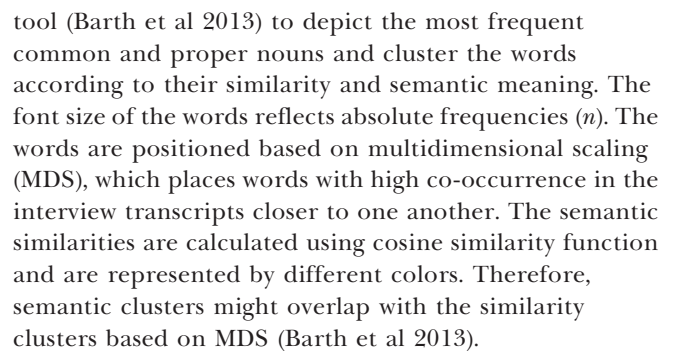 tool (Barth et al 2013) to depict the most frequent
common and proper nouns and cluster the words
according to their similarity and semantic meaning. The
font size of the words reflects absolute frequencies (n). The
words are positioned based on multidimensional scaling
(MDS), which places words with high co-occurrence in the
interview transcripts closer to one another. The semantic
similarities are calculated using cosine similarity function
and are represented by different colors. Therefore,
semantic clusters might overlap with the similarity
clusters based on MDS (Barth et al 2013).